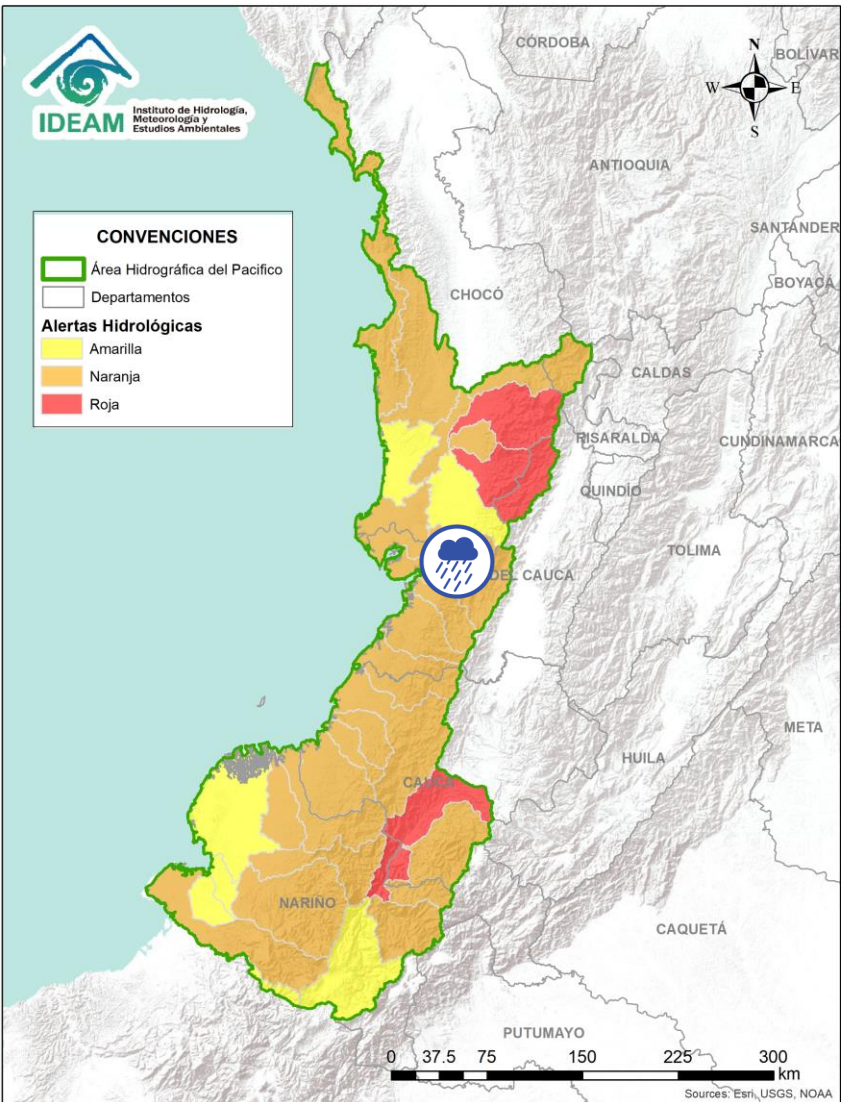 IDEAM
Instituto de Hidrología,
Meteorología y
Estudios Ambientales
N
W
E
S
CONVENCIONES
Área Hidrográfica del Pacifico
Departamentos
Alertas Hidrológicas
Amarilla
Naranja
Roja
CÓRDOBA
BOLÍVAR
ANTIOQUIA
SANTANDER
BOYACÁ
CHOCÓ
CALDAS
RISARALDA
CUNDINAMARCA
QUINDÍO
TOLIMA
DEL CAUCA
META
HUILA
CAUCA
NARIÑO
CAQUETÁ
PUTUMAYO
0 37.5 75 150 225 300
km
Sources: Esri, USGS, NOAA